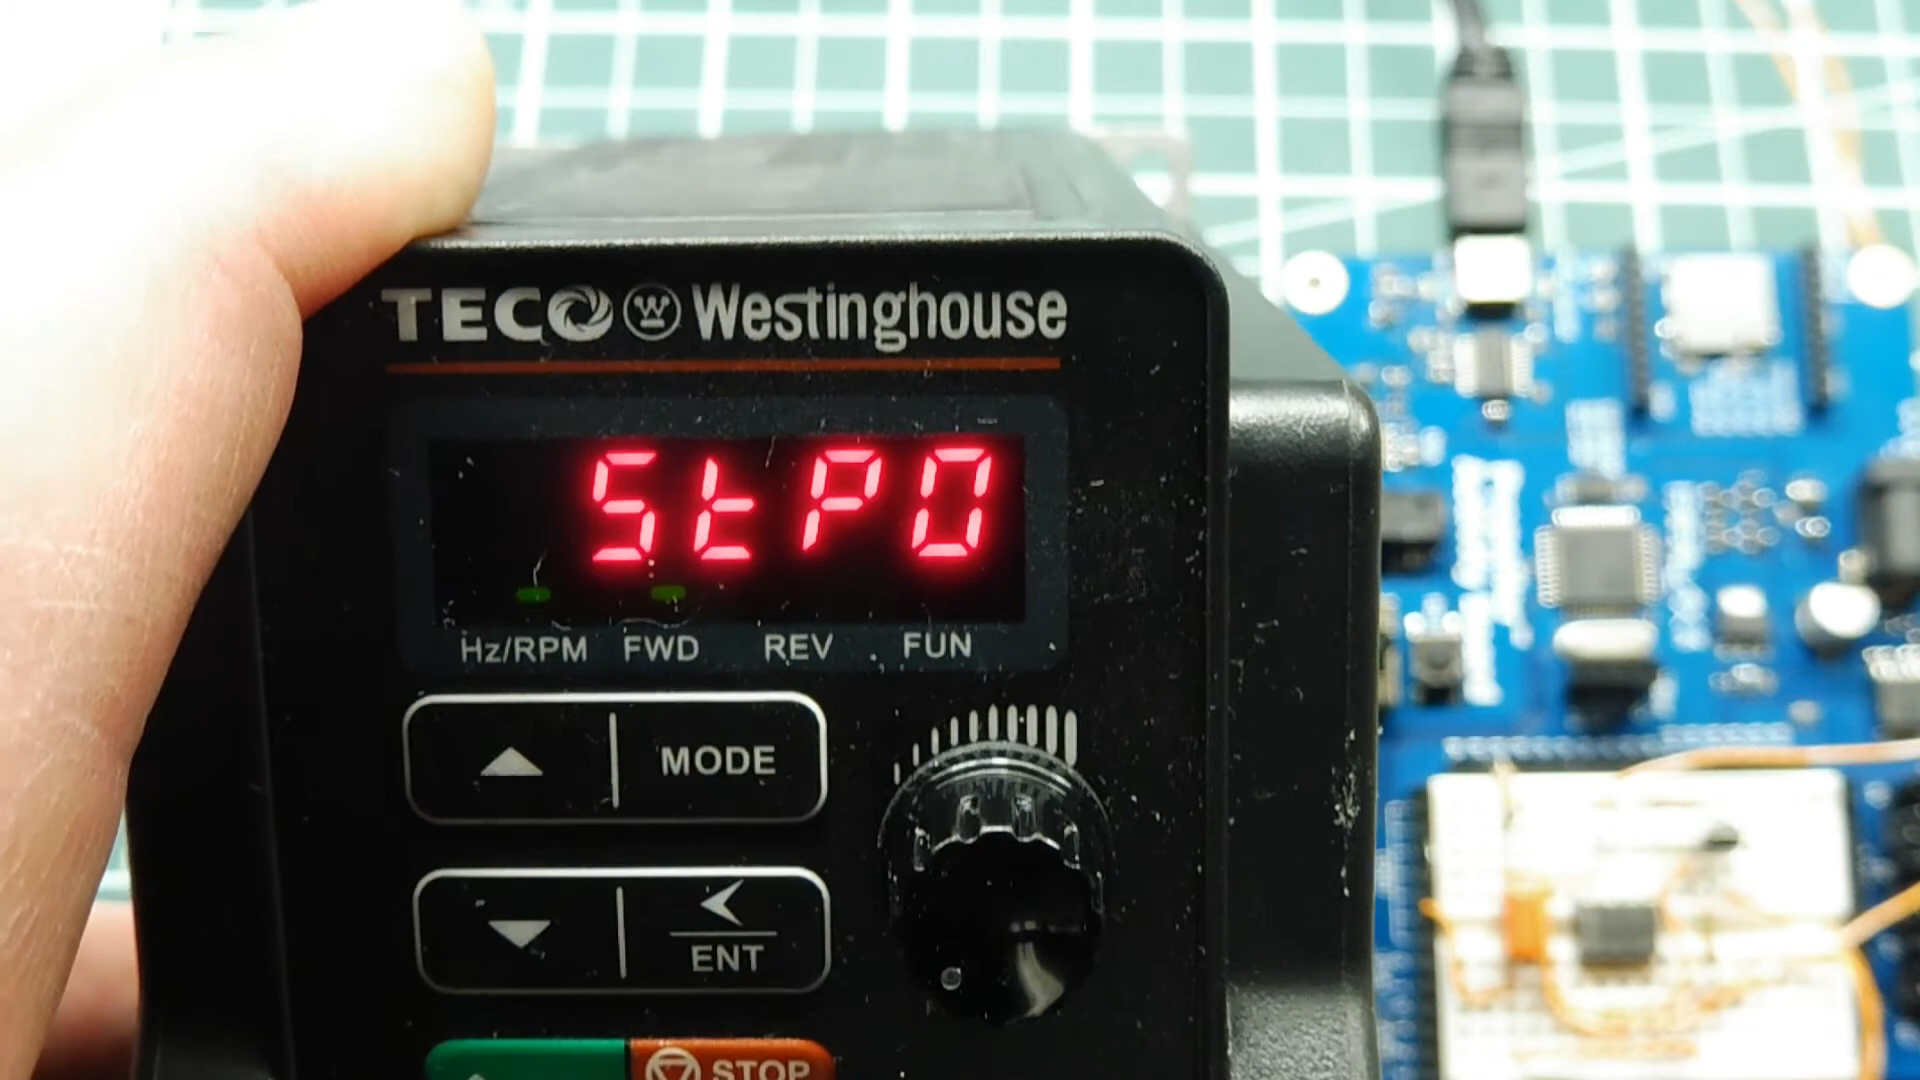 TECO Westinghouse
StP0
Hz/RPM FWD REV FUN
MODE
ENT
STOP